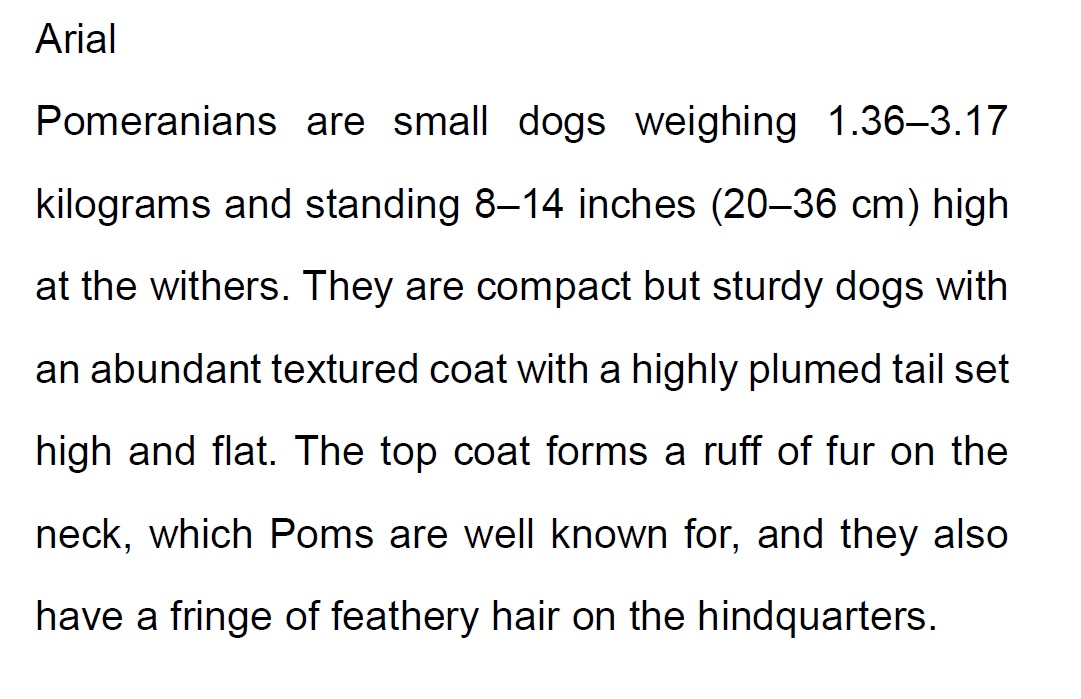 Arial
Pomeranians are small dogs weighing 1.36–3.17
kilograms and standing 8–14 inches (20–36 cm) high
at the withers. They are compact but sturdy dogs with
an abundant textured coat with a highly plumed tail set
high and flat. The top coat forms a ruff of fur on the
neck, which Poms are well known for, and they also
have a fringe of feathery hair on the hindquarters.